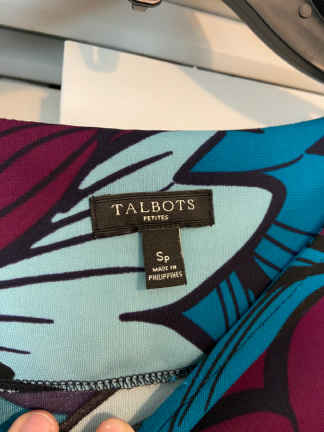 TALBOTS
PETITES
Sp
MADE IN
PHILIPPINES